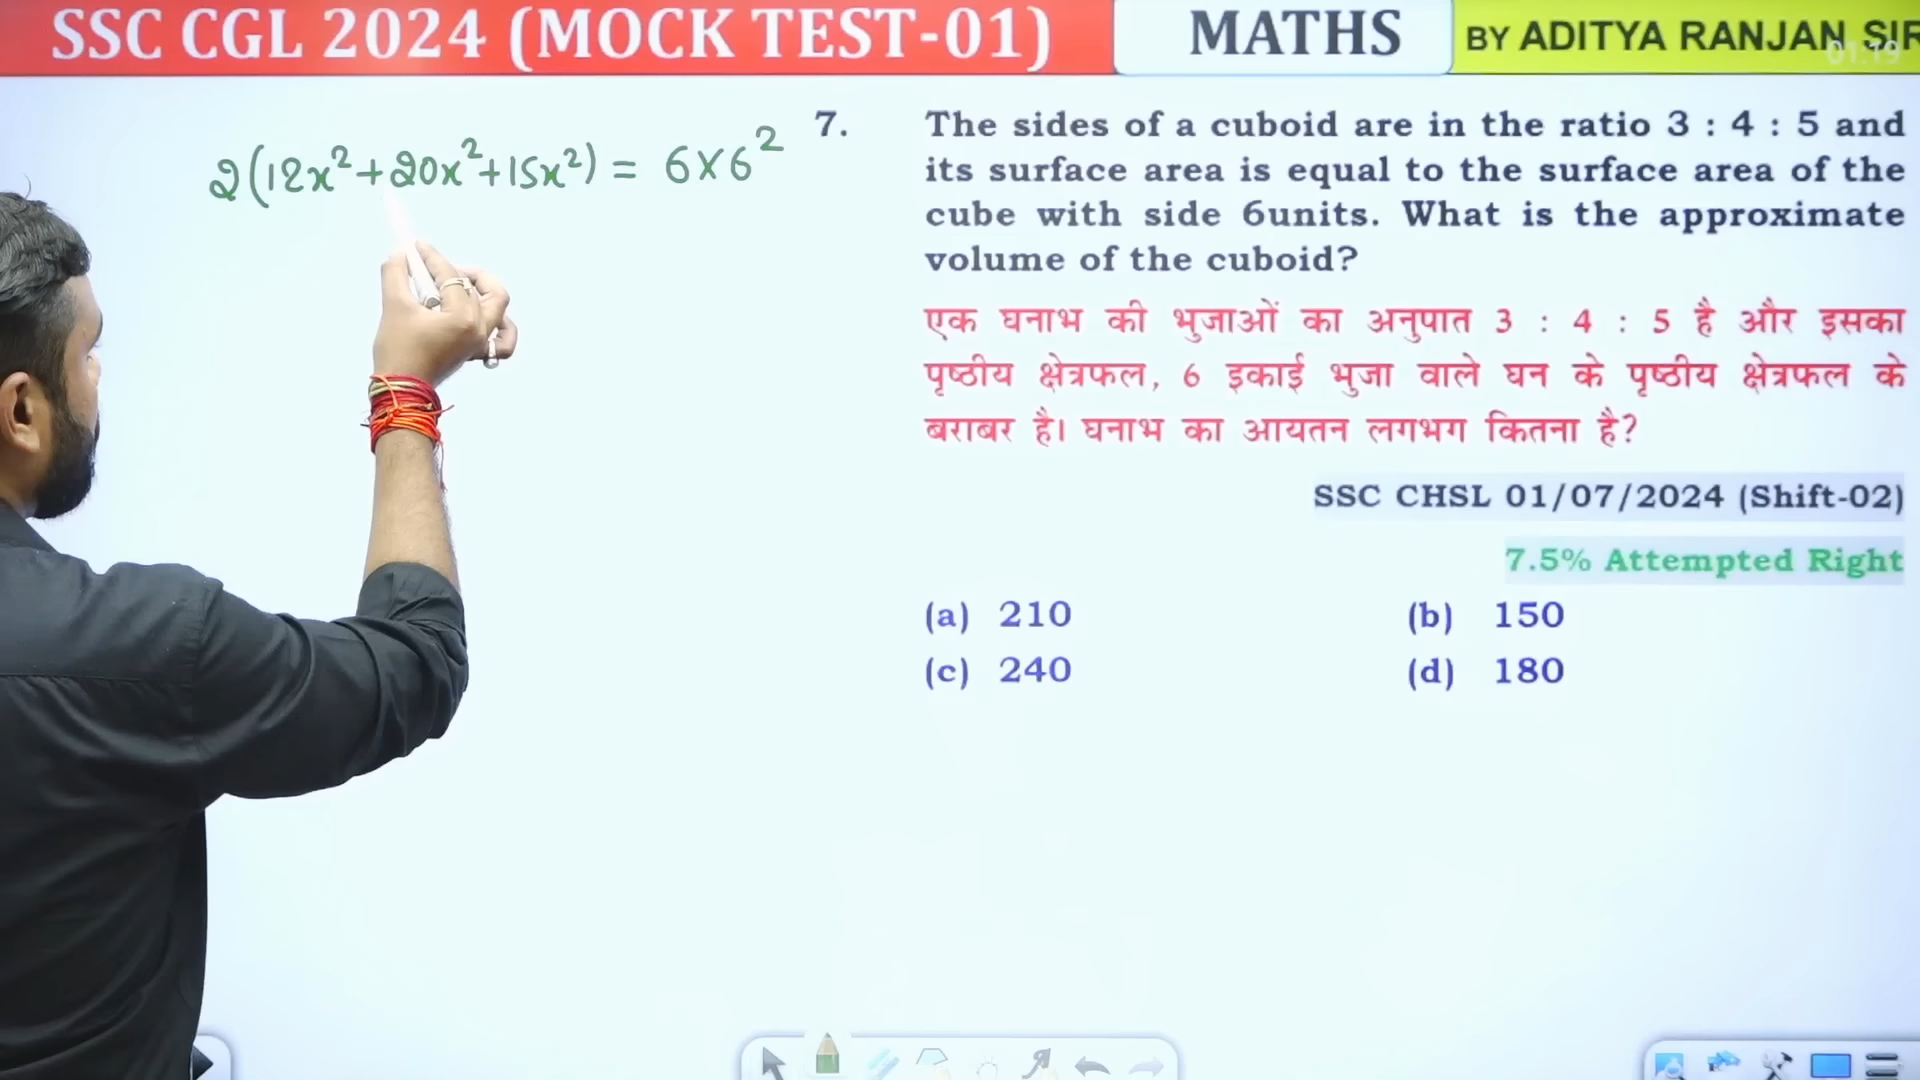 SSC CGL 2024 (MOCK TEST-01)
MATHS
BY ADITYA RANJAN SIR
01:19
2(12x²+20x²+15x²) = 6×6²
7. The sides of a cuboid are in the ratio 3 : 4 : 5 and
its surface area is equal to the surface area of the
cube with side 6units. What is the approximate
volume of the cuboid?
एक घनाभ की भुजाओं का अनुपात 3 : 4 : 5 है और इसका
पृष्ठीय क्षेत्रफल, 6 इकाई भुजा वाले घन के पृष्ठीय क्षेत्रफल के
बराबर है। घनाभ का आयतन लगभग कितना है?
SSC CHSL 01/07/2024 (Shift-02)
7.5% Attempted Right
(a) 210 (b) 150
(c) 240 (d) 180